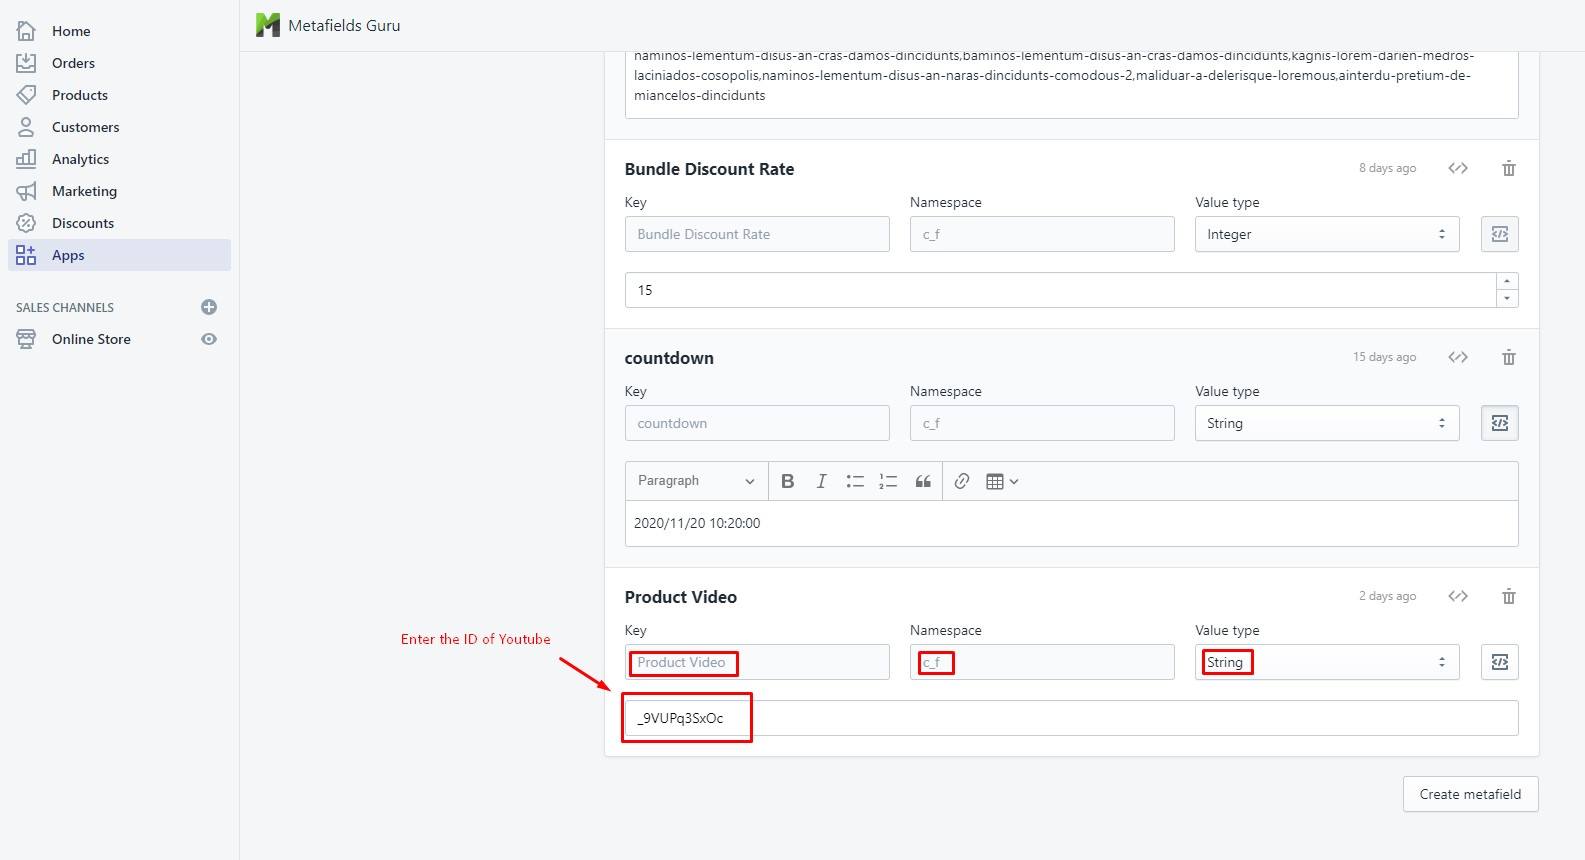 Home
Orders
Products
Customers
Analytics
Marketing
Discounts
Apps
SALES CHANNELS
Online Store
Metafields Guru
naminos-lementum-disus-an-cras-damos-dincidunts,baminos-lementum-disus-an-cras-damos-dincidunts,kagnis-lorem-darien-medros-
laciniados-cosopolis,naminos-lementum-disus-an-naras-dincidunts-comodous-2,maliduar-a-delerisque-loremous,ainterdu-pretium-de-
miancelos-dincidunts
Bundle Discount Rate 8 days ago
Key Namespace Value type
Bundle Discount Rate c_f Integer
15
countdown 15 days ago
Key Namespace Value type
countdown c_f String
Paragraph B I
2020/11/20 10:20:00
Product Video 2 days ago
Key Namespace Value type
Enter the ID of Youtube
Product Video c_f String
_9VUPq3SxOc
Create metafield